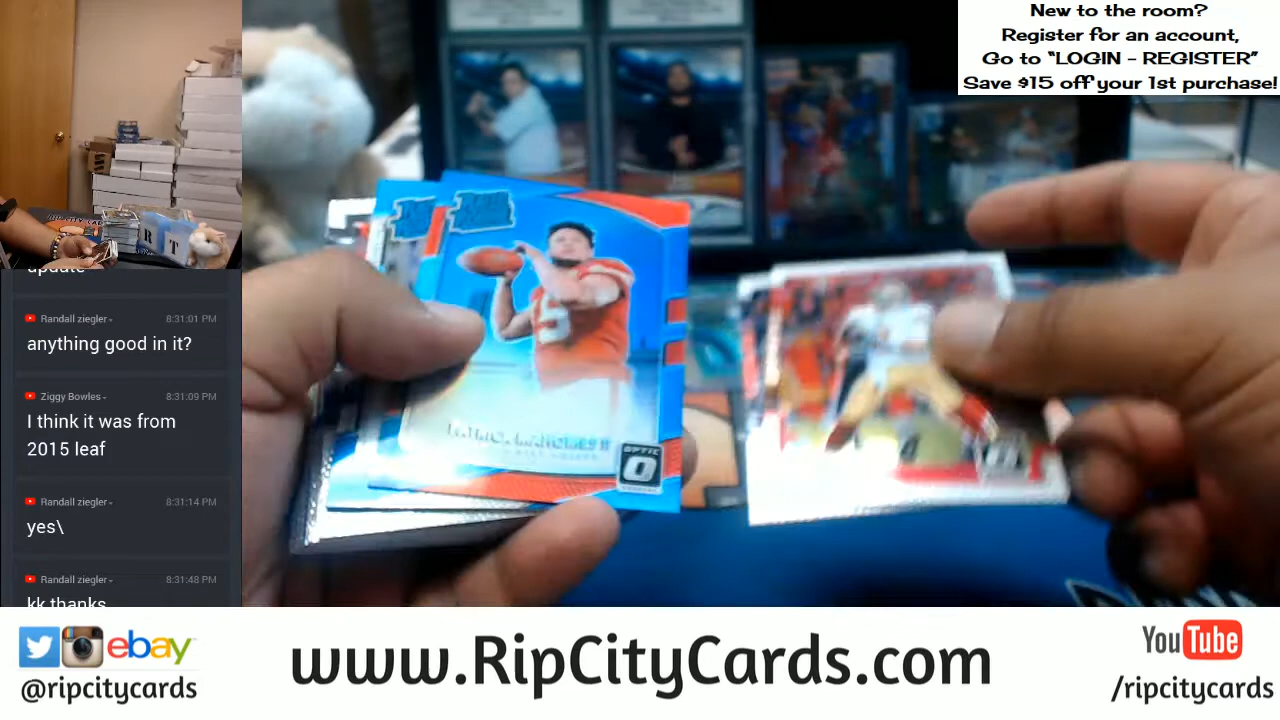 New to the room?
Register for an account,
Go to “LOGIN - REGISTER”
Save $15 off your 1st purchase!
R T
update
Randall ziegler 8:31:01 PM
anything good in it?
Ziggy Bowles 8:31:09 PM
I think it was from
2015 leaf
Randall ziegler 8:31:14 PM
yes\
Randall ziegler 8:31:48 PM
kk thanks
15
OPTIC
ebay
@ripcitycards
www.RipCityCards.com
YouTube
/ripcitycards